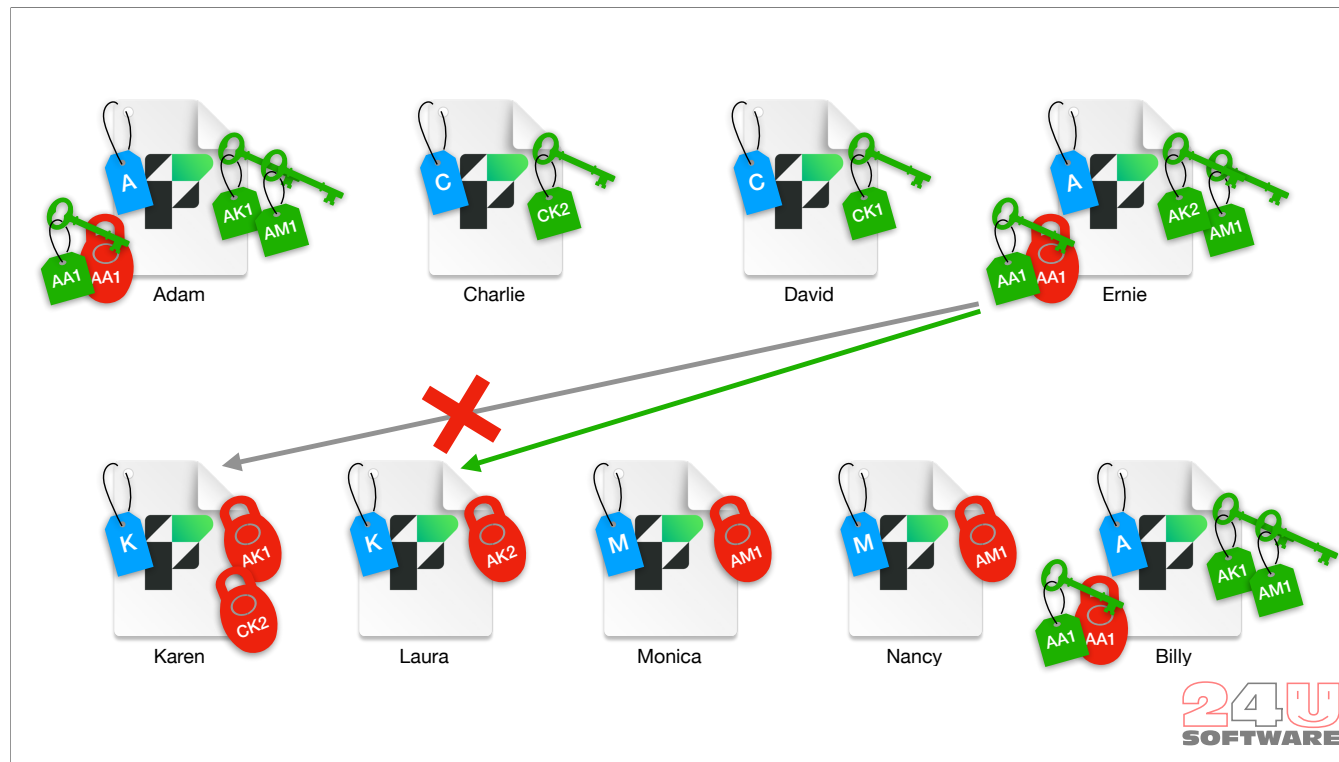 A
AK1
AM1
AA1
AA1
Adam
C
CK2
Charlie
C
CK1
David
A
AK2
AM1
AA1
AA1
Ernie
K
AK1
CK2
Karen
K
AK2
Laura
M
AM1
Monica
M
AM1
Nancy
A
AK1
AM1
AA1
AA1
Billy
24U
SOFTWARE